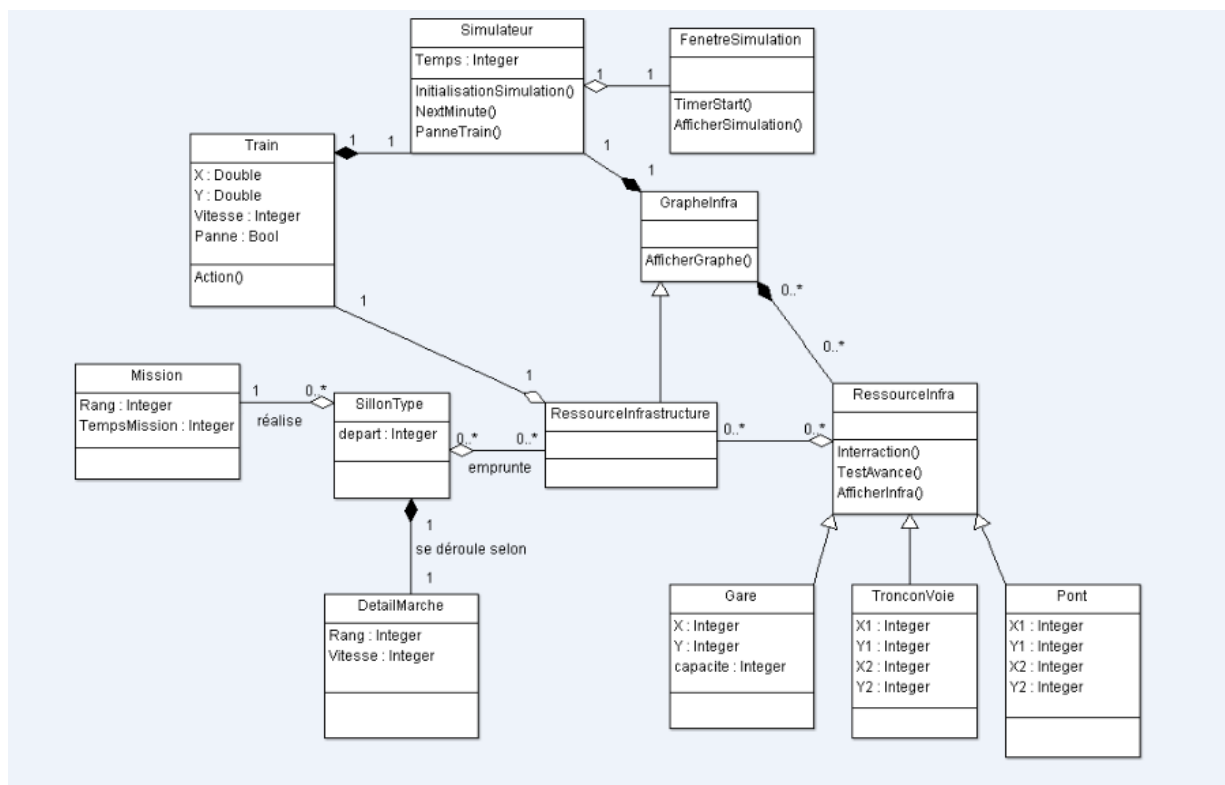 Simulateur
Temps : Integer
InitialisationSimulation()
NextMinute()
PanneTrain()
1
1
FenetreSimulation
TimerStart()
AfficherSimulation()
Train
X : Double
Y : Double
Vitesse : Integer
Panne : Bool
Action()
1
1
1
1
GrapheInfra
AfficherGraphe()
0..*
0..*
1
1
Mission
Rang : Integer
TempsMission : Integer
1
0..*
réalise
SillonType
depart : Integer
0..*
0..*
emprunte
RessourceInfrastructure
0..*
0..*
RessourceInfra
Interraction()
TestAvance()
AfficherInfra()
1
se déroule selon
1
DetailMarche
Rang : Integer
Vitesse : Integer
Gare
X : Integer
Y : Integer
capacite : Integer
TronconVoie
X1 : Integer
Y1 : Integer
X2 : Integer
Y2 : Integer
Pont
X1 : Integer
Y1 : Integer
X2 : Integer
Y2 : Integer